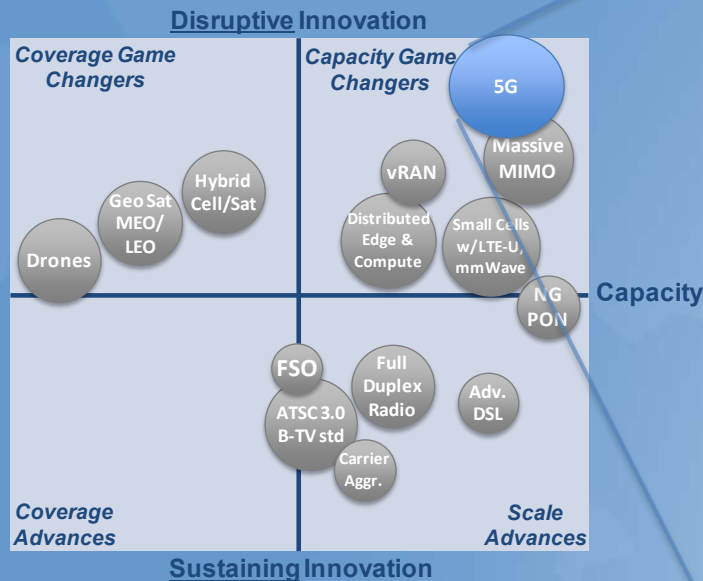 Disruptive Innovation
Coverage Game
Changers
Capacity Game
Changers
5G
Massive
MIMO
vRAN
Hybrid
Cell/Sat
Geo Sat
MEO/
LEO
Drones
Distributed
Edge &
Compute
Small Cells
w/LTE-U,
mmWave
NG
PON
Capacity
FSO
Full
Duplex
Radio
Adv.
DSL
ATSC 3.0
B-TV std
Carrier
Aggr.
Coverage
Advances
Scale
Advances
Sustaining Innovation